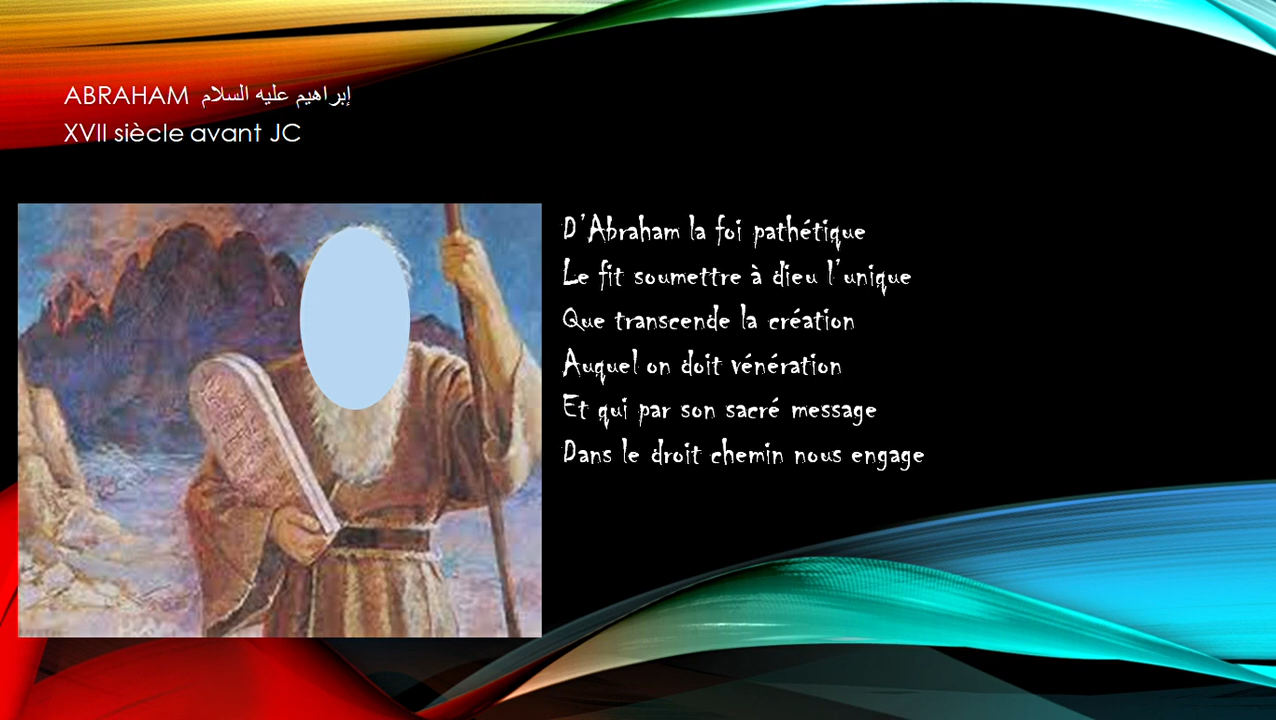 ABRAHAM إبراهيم عليه السلام
XVII siècle avant JC
D'Abraham la foi pathétique
Le fit soumettre à dieu l'unique
Que transcende la création
Auquel on doit vénération
Et qui par son sacré message
Dans le droit chemin nous engage